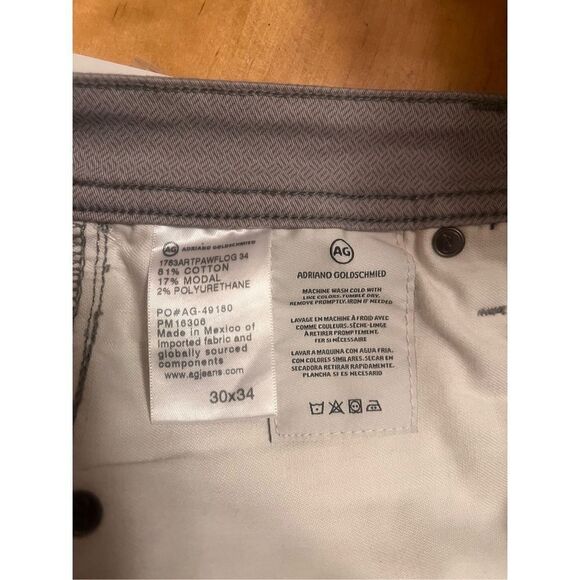 AG ADRIANO GOLDSCHMIED
1783ARTPAWFLOG 34
81% COTTON
17% MODAL
2% POLYURETHANE
PO#AG-49180
PM16306
Made in Mexico of
imported fabric and
globally sourced
components
www.agjeans.com
30x34
AG
ADRIANO GOLDSCHMIED
MACHINE WASH COLD WITH
LIKE COLORS. TUMBLE DRY.
REMOVE PROMPTLY. IRON IF NEEDED
LAVAGE EN MACHINE À FROID AVEC
COMME COULEURS. SÈCHE-LINGE
À RETIRER PROMPTEMENT.
FER SI NÉCESSAIRE
LAVAR A MAQUINA CON AGUA FRIA,
CON COLORES SIMILARES. SECAR EN
SECADORA RETIRAR RAPIDAMENTE.
PLANCHA SI ES NECESARIO